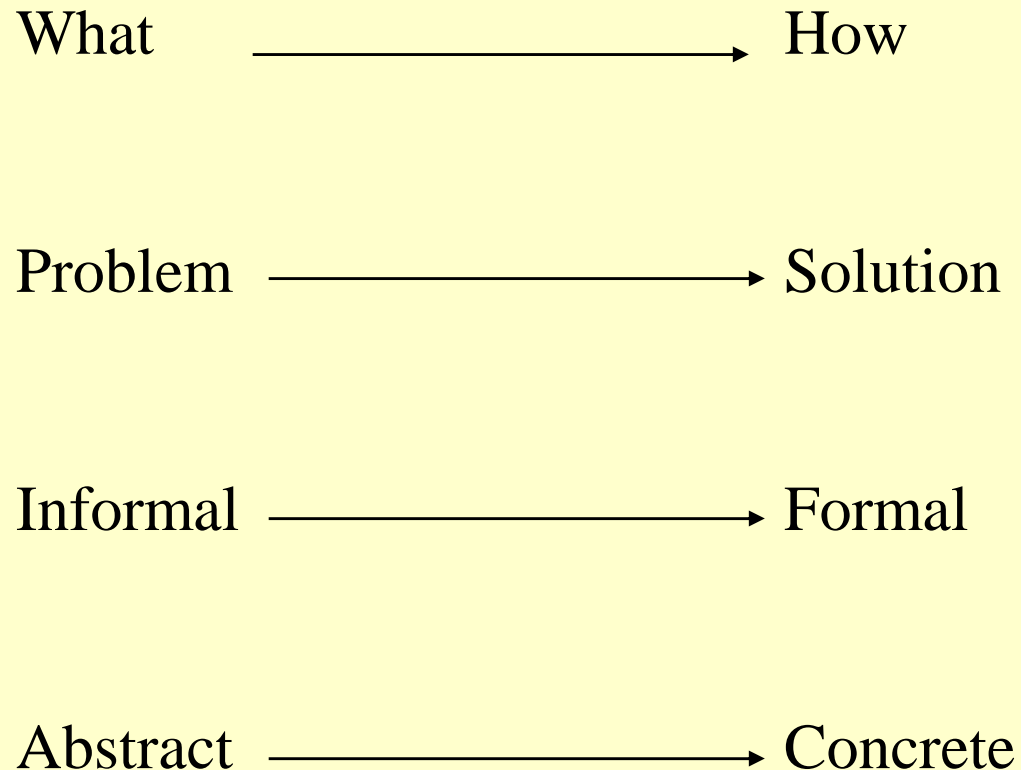 What How
Problem Solution
Informal Formal
Abstract Concrete